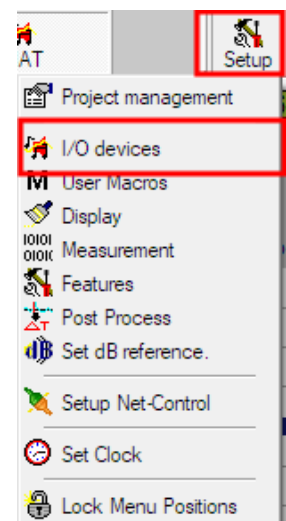 AT
Setup
Project management
I/O devices
M User Macros
Display
Measurement
Features
Post Process
dB Set dB reference.
Setup Net-Control
Set Clock
Lock Menu Positions